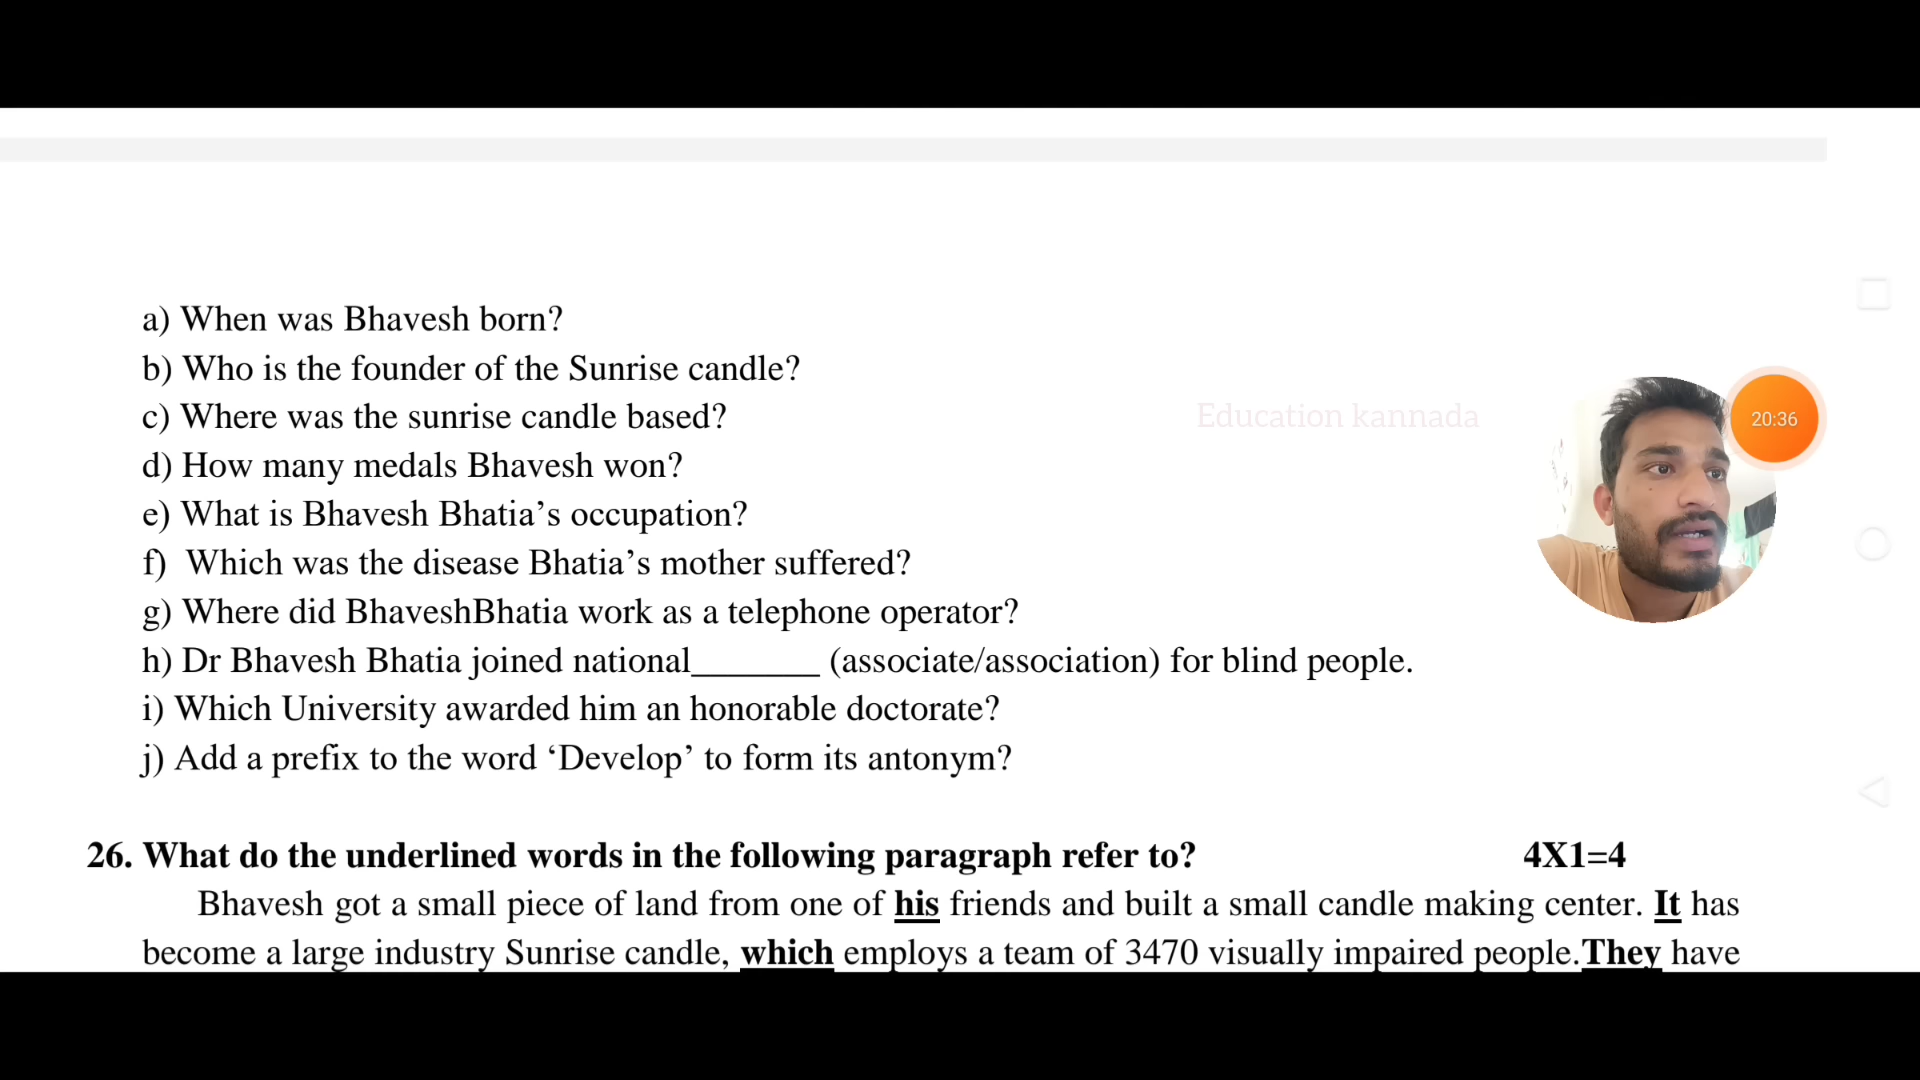 a) When was Bhavesh born?
b) Who is the founder of the Sunrise candle?
c) Where was the sunrise candle based?
Education kannada
20:36
d) How many medals Bhavesh won?
e) What is Bhavesh Bhatia’s occupation?
f) Which was the disease Bhatia’s mother suffered?
g) Where did BhaveshBhatia work as a telephone operator?
h) Dr Bhavesh Bhatia joined national_______ (associate/association) for blind people.
i) Which University awarded him an honorable doctorate?
j) Add a prefix to the word ‘Develop’ to form its antonym?
26. What do the underlined words in the following paragraph refer to? 4X1=4
Bhavesh got a small piece of land from one of his friends and built a small candle making center. It has
become a large industry Sunrise candle, which employs a team of 3470 visually impaired people.They have